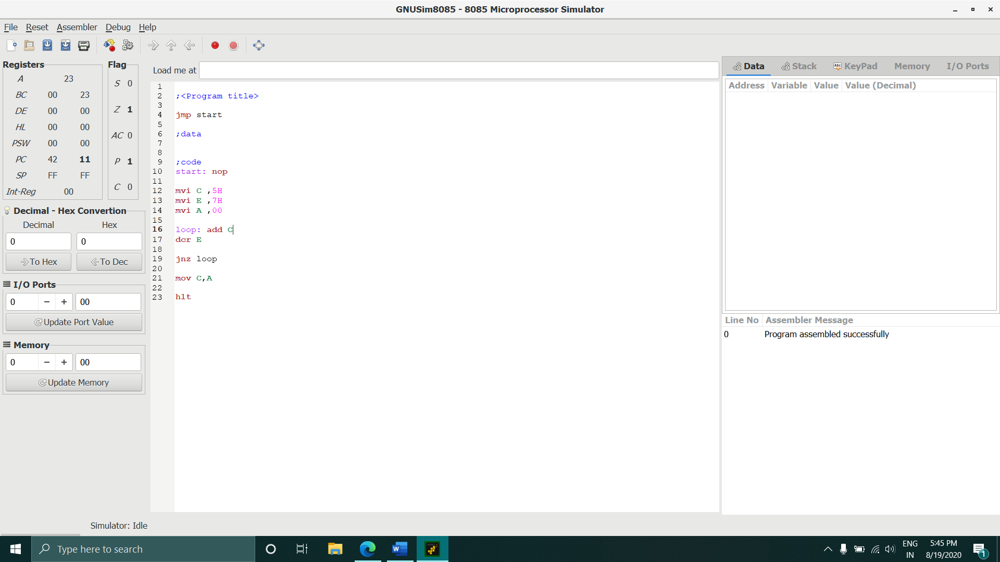 GNUSim8085 - 8085 Microprocessor Simulator
File Reset Assembler Debug Help
Registers
A 23
BC 00 23
DE 00 00
HL 00 00
PSW 00 00
PC 42 11
SP FF FF
Int-Reg 00
Flag
S 0
Z 1
AC 0
P 1
C 0
Decimal - Hex Convertion
Decimal Hex
0 0
To Hex To Dec
I/O Ports
0 − + 00
Update Port Value
Memory
0 − + 00
Update Memory
Load me at
1
2 ;<Program title>
3
4 jmp start
5
6 ;data
7
8
9 ;code
10 start: nop
11
12 mvi C ,5H
13 mvi E ,7H
14 mvi A ,00
15
16 loop: add C
17 dcr E
18
19 jnz loop
20
21 mov C,A
22
23 hlt
Data Stack Abc KeyPad Memory I/O Ports
Address Variable Value Value (Decimal)
Line No Assembler Message
0 Program assembled successfully
Simulator: Idle
Type here to search
W
ENG
IN
5:45 PM
8/19/2020
1